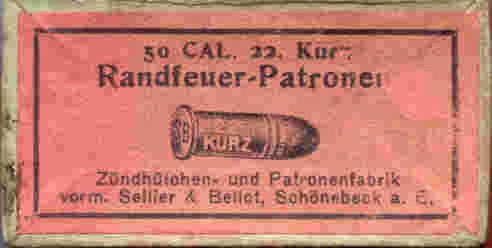 50 CAL. 22. Kurz
Randfeuer-Patronen
KURZ
Zündhütchen- und Patronenfabrik
vorm. Sellier & Bellot, Schönebeck a. E.